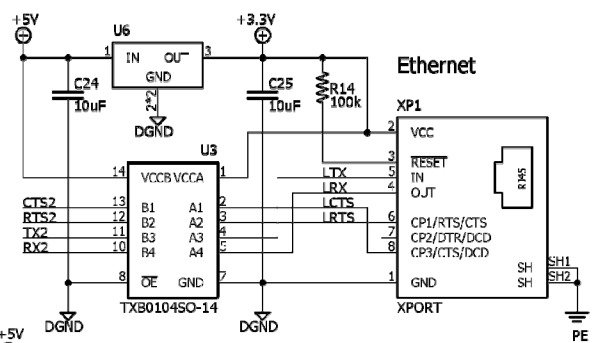 +5V
U6
+3.3V
1
IN
OUT
3
GND
2*2
C24
10uF
C25
10uF
R14
100k
DGND
Ethernet
XP1
U3
2
VCC
14
VCCB
VCCA
1
3
RESET
LTX
5
IN
LRX
4
OUT
RJ45
CTS2
13
B1
A1
2
LCTS
RTS2
12
B2
A2
3
LRTS
6
CP1/RTS/CTS
TX2
11
B3
A3
4
7
CP2/DTR/DCD
RX2
10
B4
A4
5
8
CP3/CTS/DCD
SH
SH1
8
OE
GND
7
1
GND
SH
SH2
TXB0104SO-14
XPORT
DGND
DGND
PE
+5V